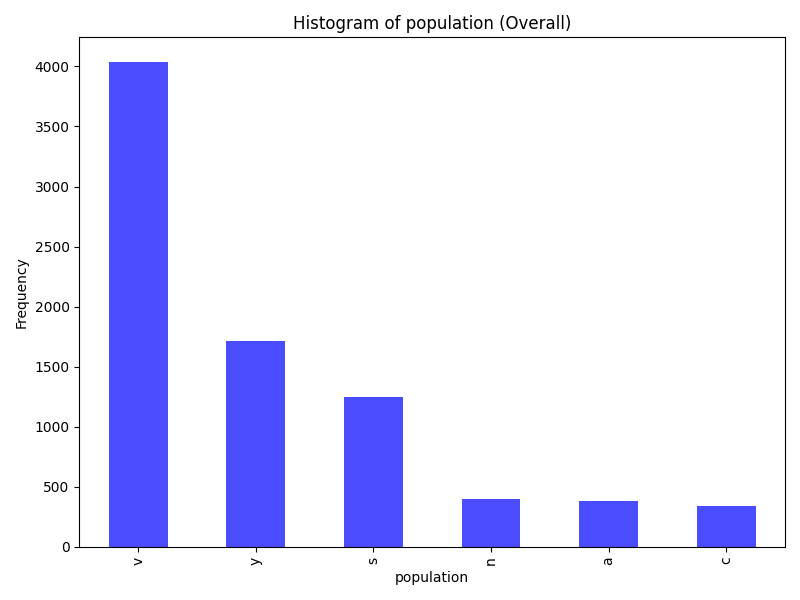 Histogram of population (Overall)
4000
3500
3000
2500
2000
1500
1000
500
0
Frequency
v
y
s
n
a
c
population